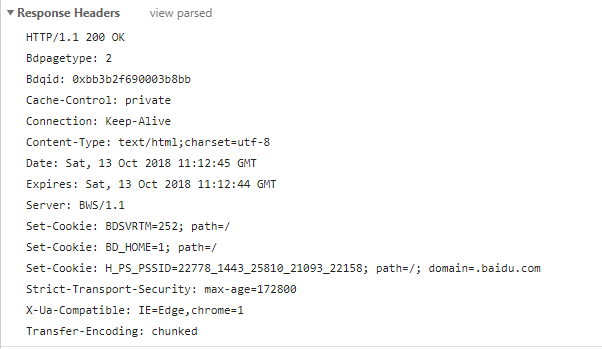 Response Headers view parsed
HTTP/1.1 200 OK
Bdpagetype: 2
Bdqid: 0xbb3b2f690003b8bb
Cache-Control: private
Connection: Keep-Alive
Content-Type: text/html;charset=utf-8
Date: Sat, 13 Oct 2018 11:12:45 GMT
Expires: Sat, 13 Oct 2018 11:12:44 GMT
Server: BWS/1.1
Set-Cookie: BDSVRTM=252; path=/
Set-Cookie: BD_HOME=1; path=/
Set-Cookie: H_PS_PSSID=22778_1443_25810_21093_22158; path=/; domain=.baidu.com
Strict-Transport-Security: max-age=172800
X-Ua-Compatible: IE=Edge,chrome=1
Transfer-Encoding: chunked